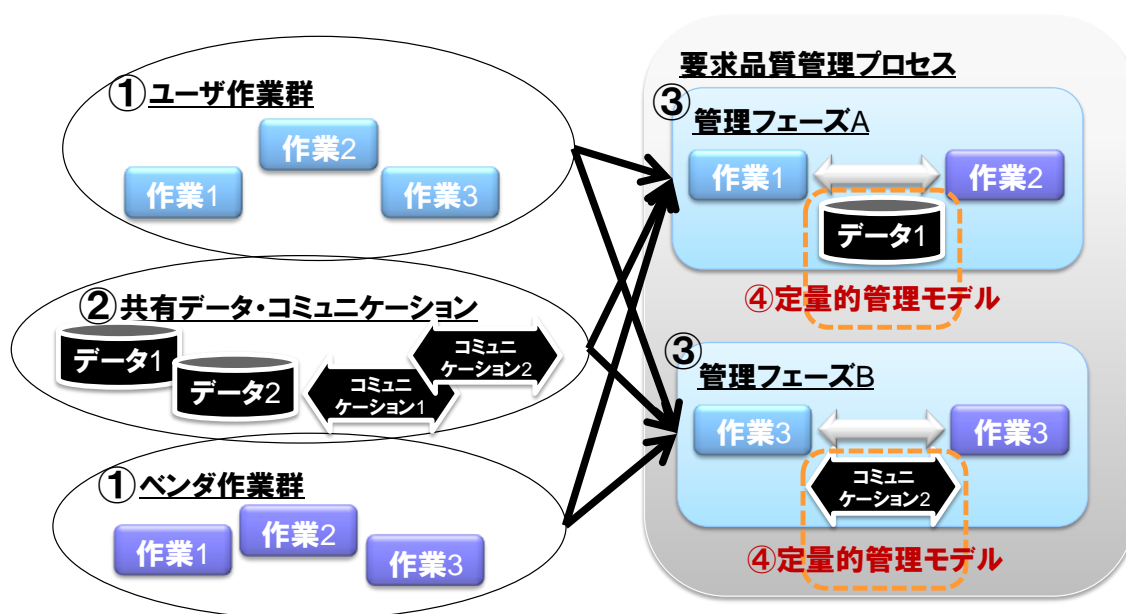 ①ユーザ作業群
作業2
作業1
作業3
②共有データ・コミュニケーション
データ1
データ2
コミュニ
ケーション1
コミュニ
ケーション2
①ベンダ作業群
作業1
作業2
作業3
要求品質管理プロセス
③
管理フェーズA
作業1
作業2
データ1
④定量的管理モデル
③
管理フェーズB
作業3
作業3
コミュニ
ケーション2
④定量的管理モデル